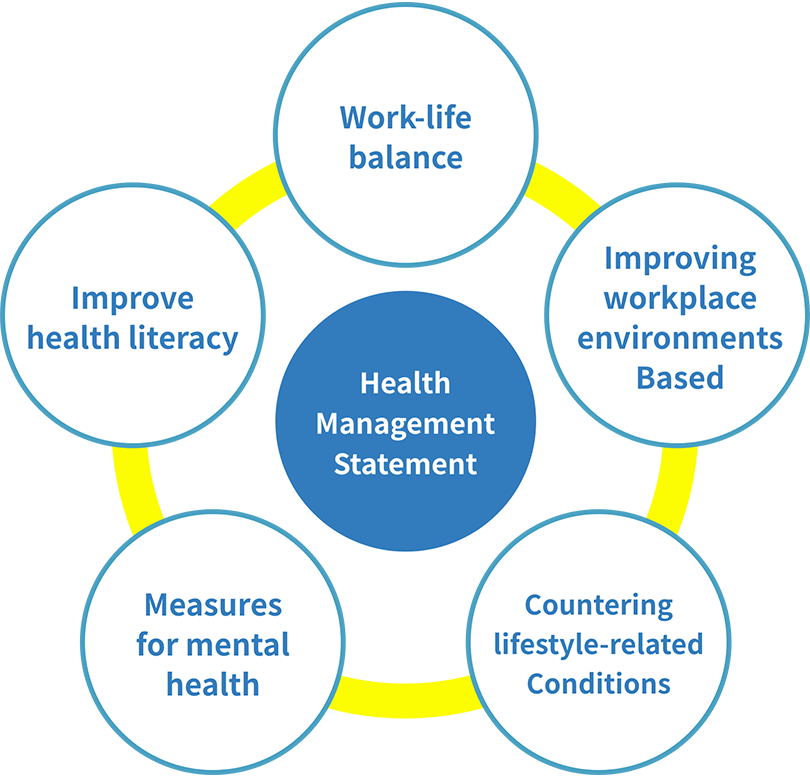 Work-life
balance
Improving
workplace
environments
Based
Improve
health literacy
Health
Management
Statement
Measures
for mental
health
Countering
lifestyle-related
Conditions